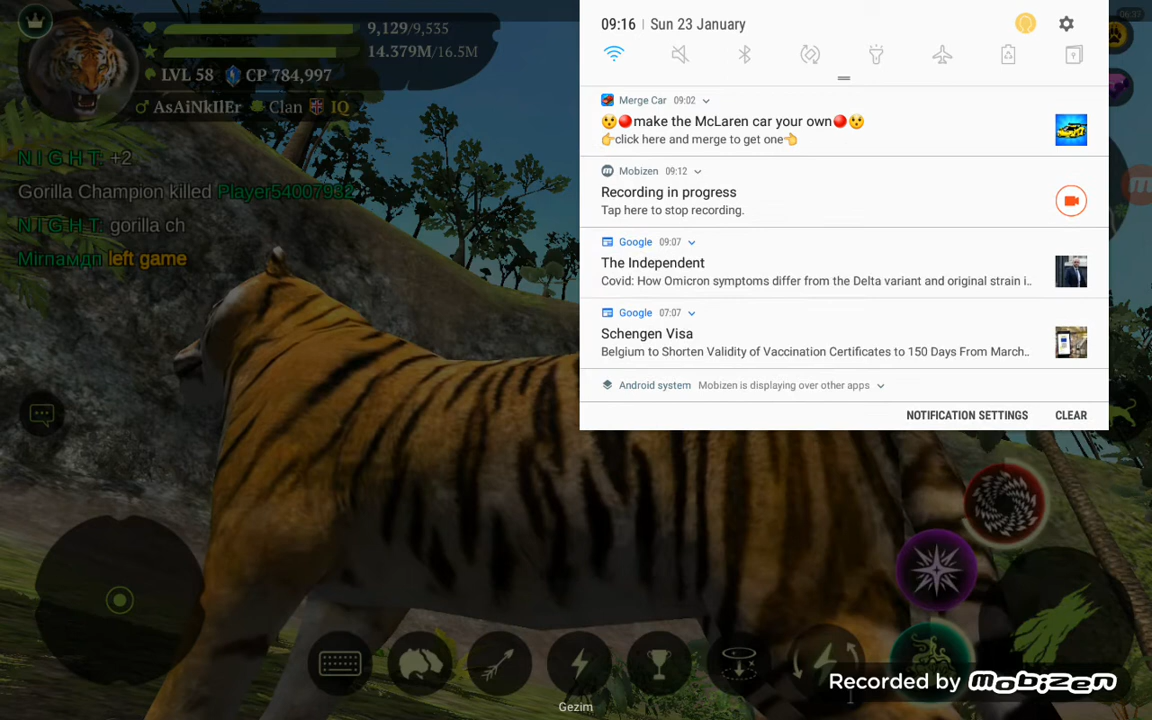 9,129/9,535
14.379M/16.5M
LVL 58 CP 784,997
AsAiNkIlEr Clan IQ
N I G H T: +2
Gorilla Champion killed Player54007932
N I G H T: gorilla ch
left game
09:16 | Sun 23 January
06:37
Merge Car 09:02
😯🔴make the McLaren car your own🔴😯
👉click here and merge to get one👈
Mobizen 09:12
Recording in progress
Tap here to stop recording.
Google 09:07
The Independent
Covid: How Omicron symptoms differ from the Delta variant and original strain i..
Google 07:07
Schengen Visa
Belgium to Shorten Validity of Vaccination Certificates to 150 Days From March..
Android system Mobizen is displaying over other apps
NOTIFICATION SETTINGS CLEAR
Recorded by mobizen
Gezim